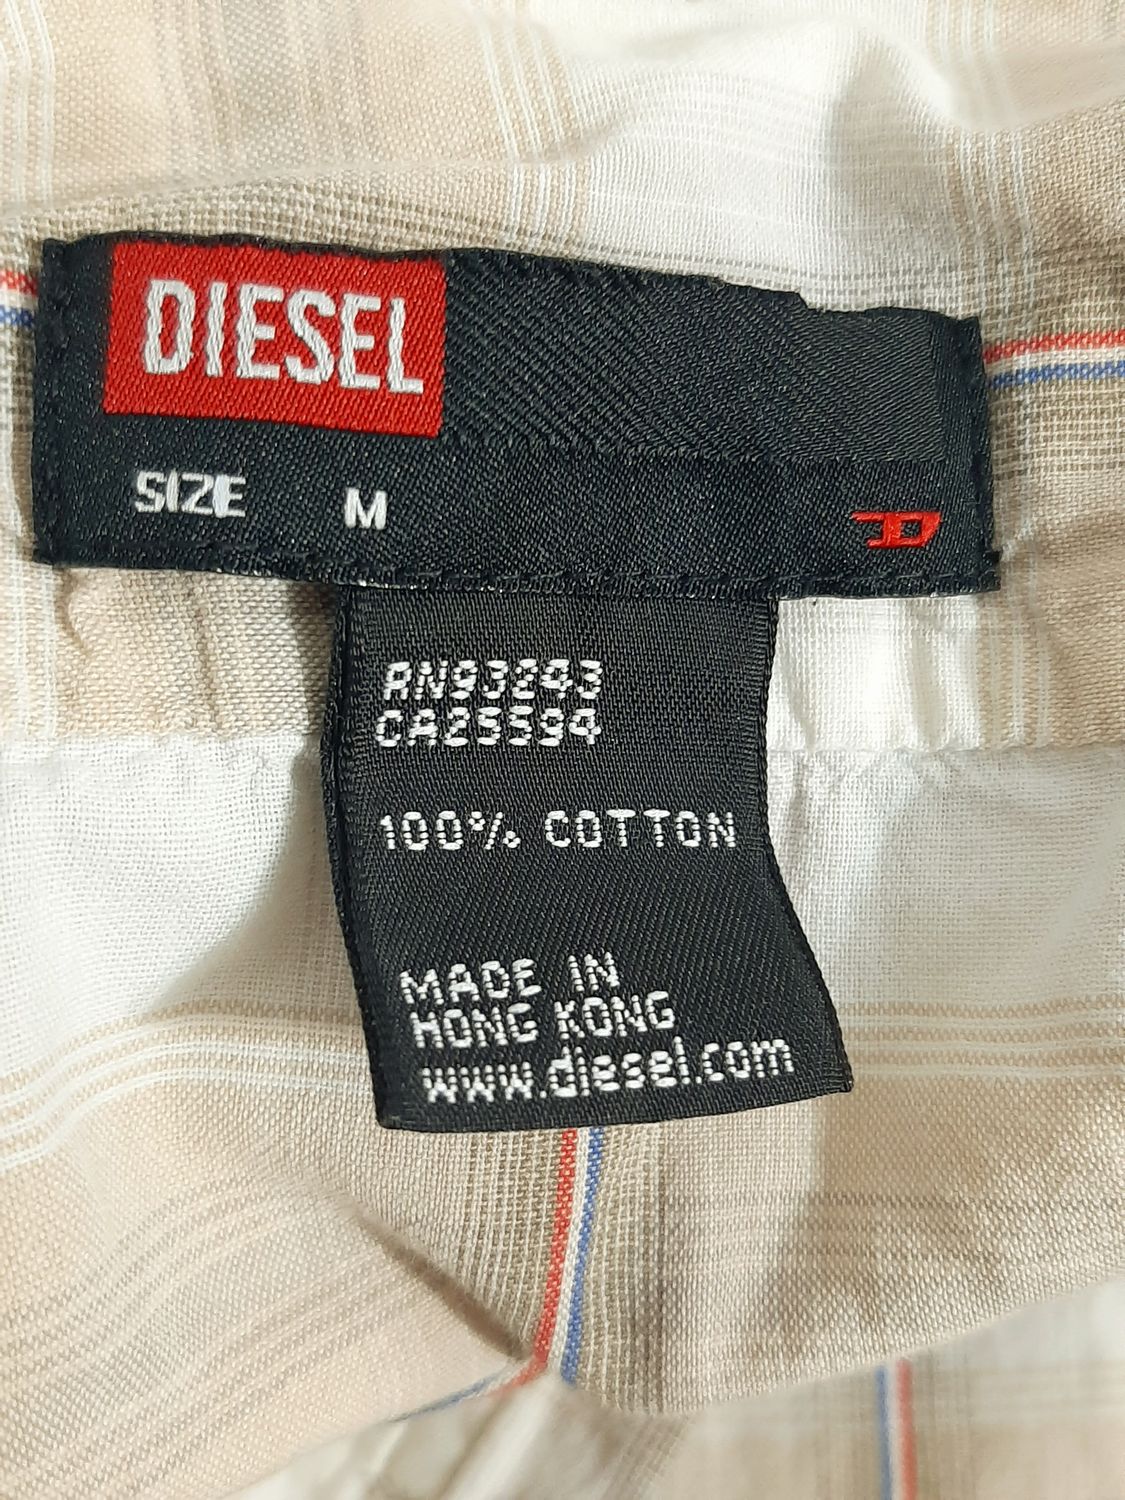 DIESEL
SIZE M
D
RN93243
CA25594
100% COTTON
MADE IN
HONG KONG
www.diesel.com